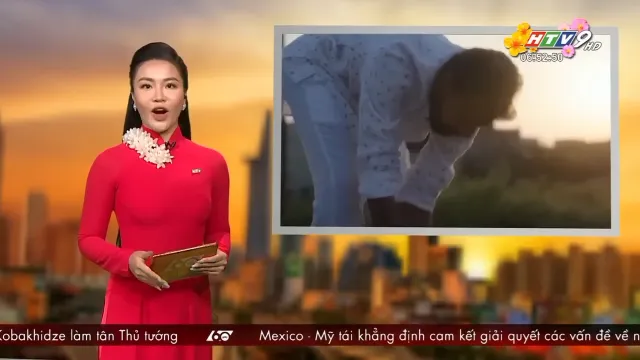 HTV9 HD
06:52:50
Kobakhidze làm tân Thủ tướng 60 Mexico - Mỹ tái khẳng định cam kết giải quyết các vấn đề về n